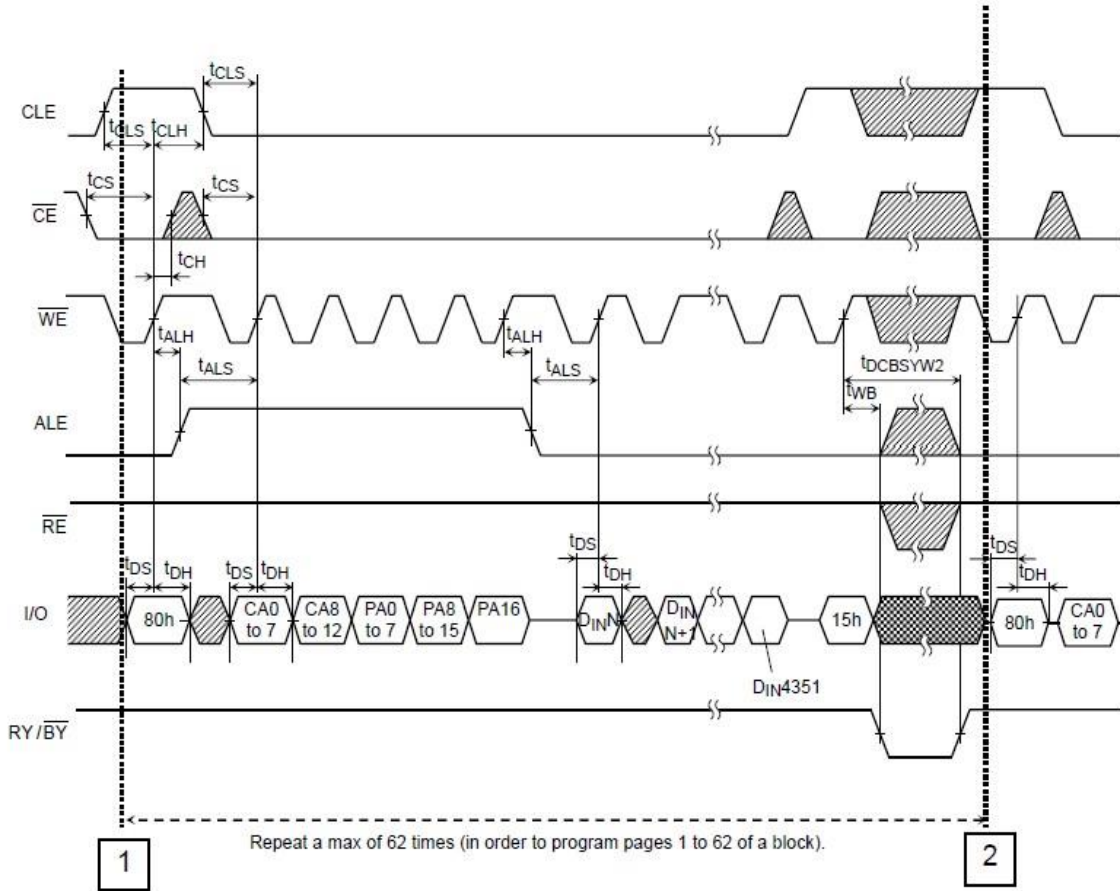 tCLS
CLE
tCLS tCLH
tCS tCS
CE
tCH
WE
tALH tALH
tALS tALS
tDCBSYW2
tWB
ALE
RE
tDS tDH tDS tDH tDS tDH tDS tDH
I/O
80h
CA0 to 7
CA8 to 12
PA0 to 7
PA8 to 15
PA16
DINN
DIN N+1
15h
80h
CA0 to 7
DIN4351
RY/BY
Repeat a max of 62 times (in order to program pages 1 to 62 of a block).
1 2